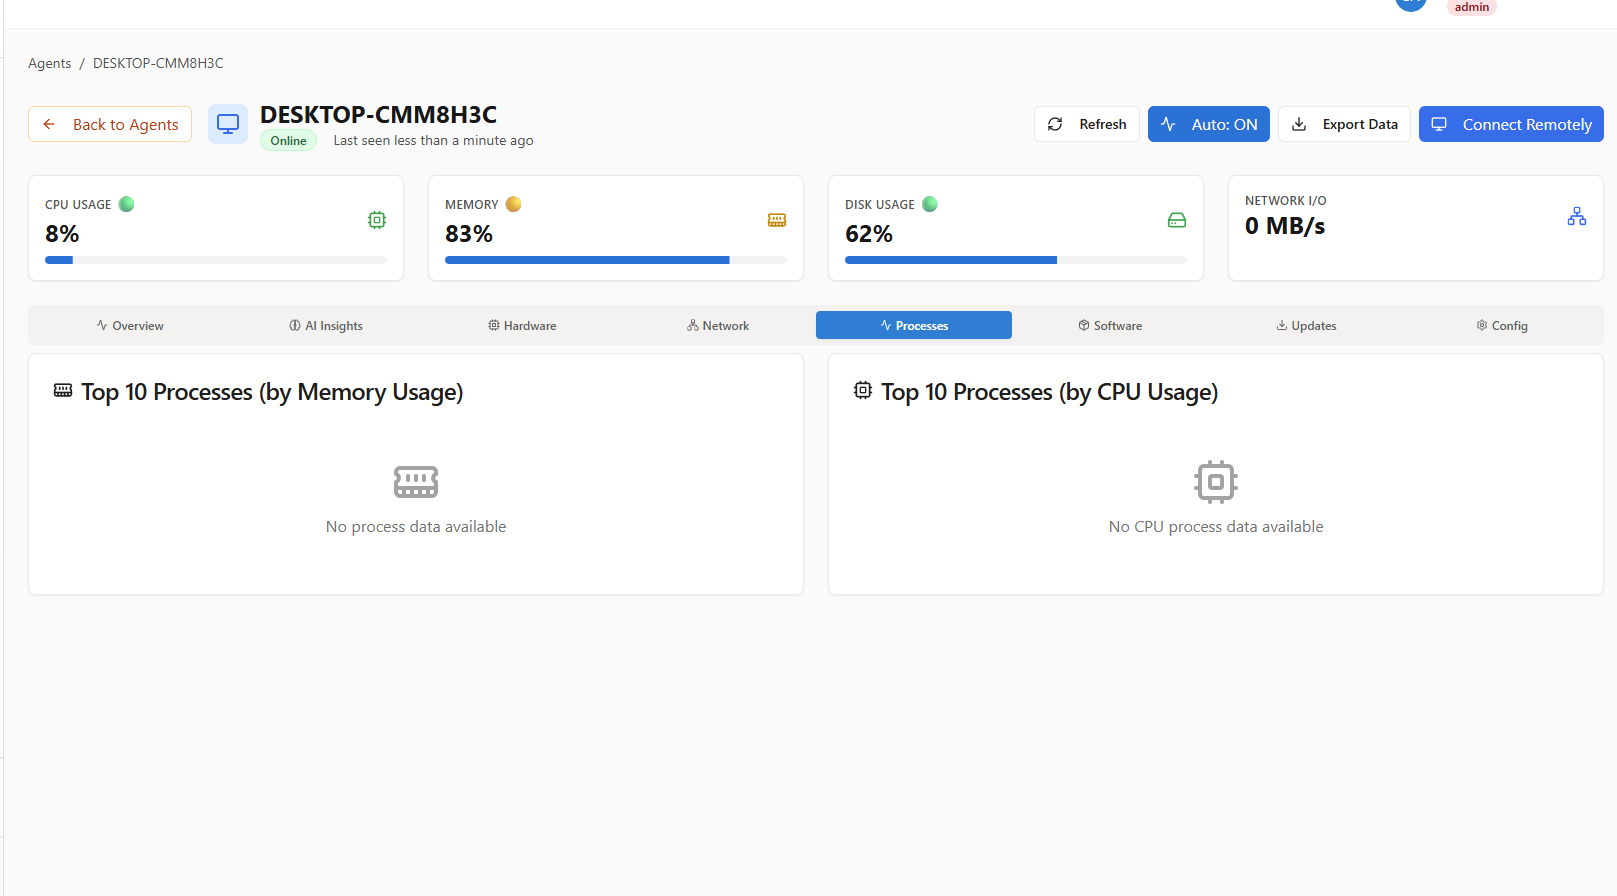 admin
Agents / DESKTOP-CMM8H3C
Back to Agents
DESKTOP-CMM8H3C
Online
Last seen less than a minute ago
Refresh
Auto: ON
Export Data
Connect Remotely
CPU USAGE
8%
MEMORY
83%
DISK USAGE
62%
NETWORK I/O
0 MB/s
Overview
AI Insights
Hardware
Network
Processes
Software
Updates
Config
Top 10 Processes (by Memory Usage)
No process data available
Top 10 Processes (by CPU Usage)
No CPU process data available